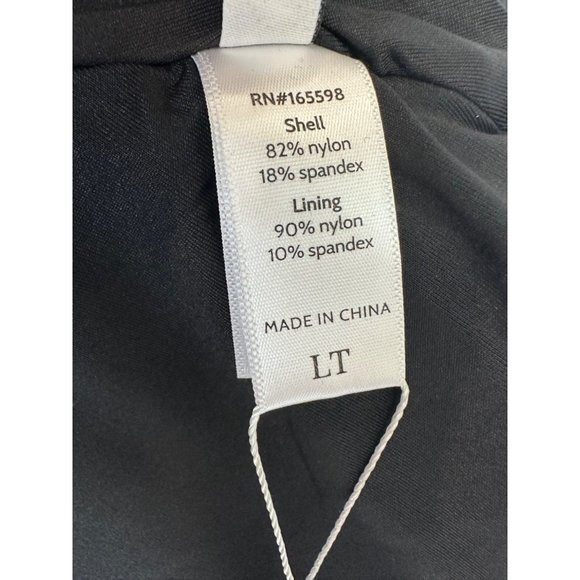 RN#165598
Shell
82% nylon
18% spandex
Lining
90% nylon
10% spandex
MADE IN CHINA
LT